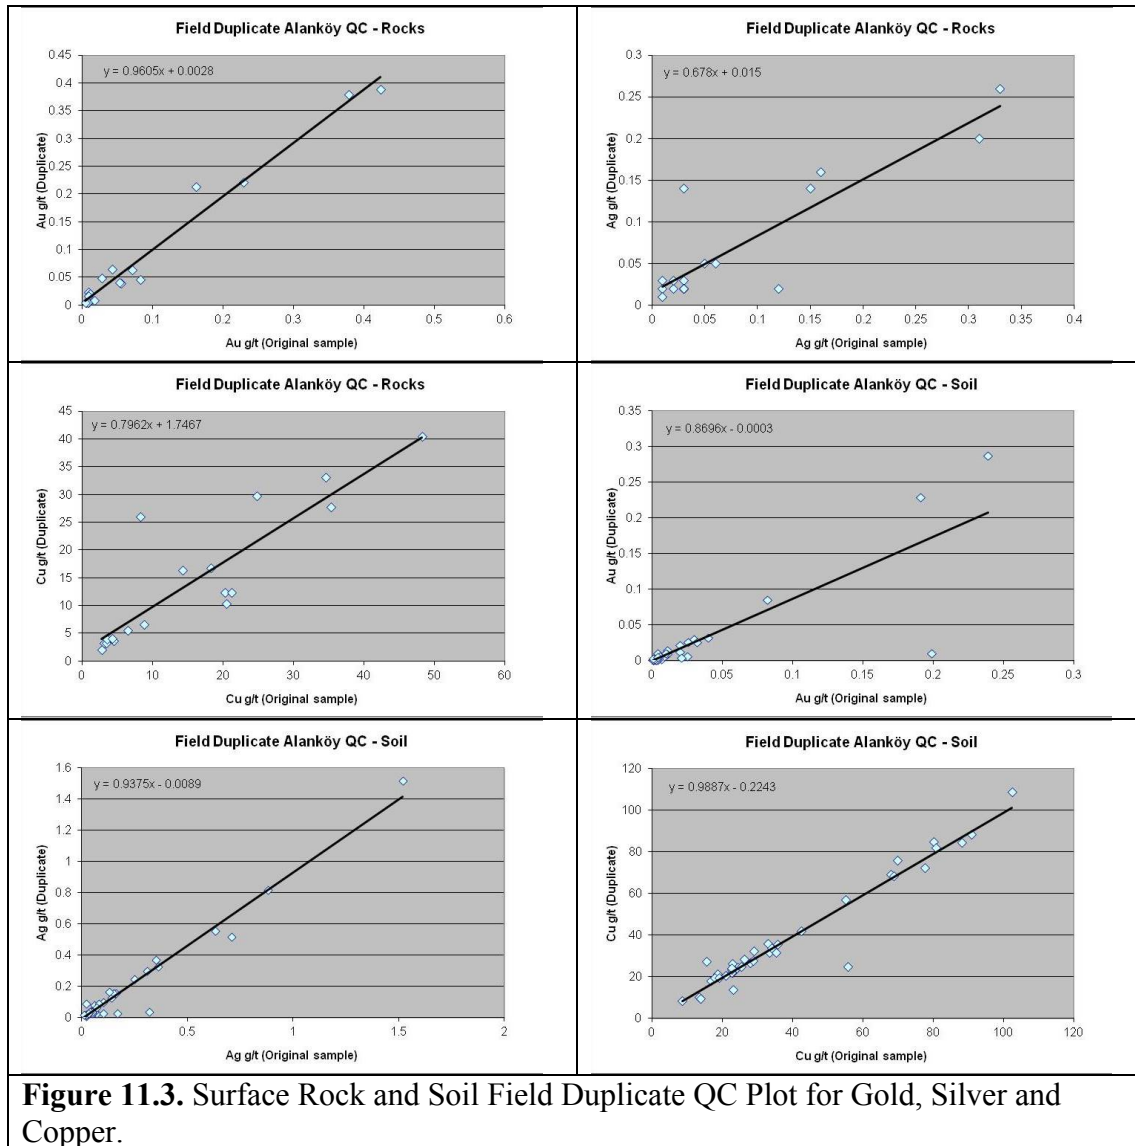 Field Duplicate Alanköy QC - Rocks
y = 0.9605x + 0.0028
Au g/t (Duplicate)
0.45
0.4
0.35
0.3
0.25
0.2
0.15
0.1
0.05
0
0 0.1 0.2 0.3 0.4 0.5 0.6
Au g/t (Original sample)
Field Duplicate Alanköy QC - Rocks
y = 0.678x + 0.015
Ag g/t (Duplicate)
0.3
0.25
0.2
0.15
0.1
0.05
0
0 0.05 0.1 0.15 0.2 0.25 0.3 0.35 0.4
Ag g/t (Original sample)
Field Duplicate Alanköy QC - Rocks
y = 0.7962x + 1.7467
Cu g/t (Duplicate)
45
40
35
30
25
20
15
10
5
0
0 10 20 30 40 50 60
Cu g/t (Original sample)
Field Duplicate Alanköy QC - Soil
y = 0.8696x - 0.0003
Au g/t (Duplicate)
0.35
0.3
0.25
0.2
0.15
0.1
0.05
0
0 0.05 0.1 0.15 0.2 0.25 0.3
Au g/t (Original sample)
Field Duplicate Alanköy QC - Soil
y = 0.9375x - 0.0089
Ag g/t (Duplicate)
1.6
1.4
1.2
1
0.8
0.6
0.4
0.2
0
0 0.5 1 1.5 2
Ag g/t (Original sample)
Field Duplicate Alanköy QC - Soil
y = 0.9887x - 0.2243
Cu g/t (Duplicate)
120
100
80
60
40
20
0
0 20 40 60 80 100 120
Cu g/t (Original sample)
Figure 11.3. Surface Rock and Soil Field Duplicate QC Plot for Gold, Silver and
Copper.